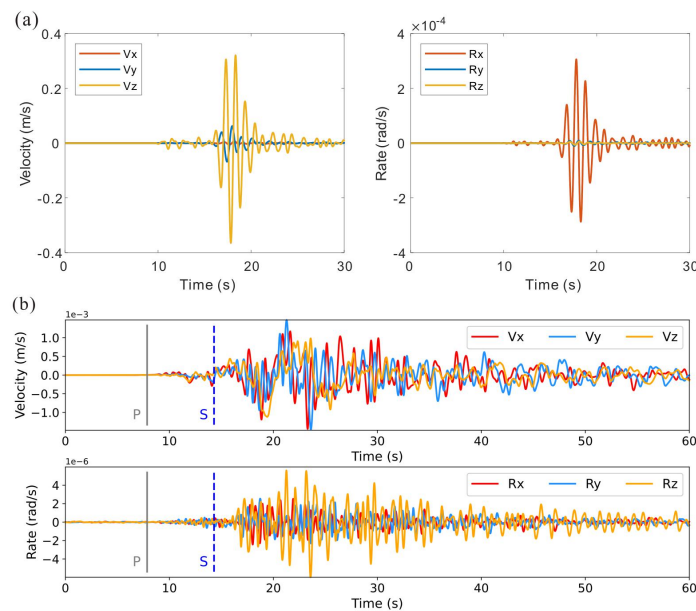 (a)
0.4
0.2
0
-0.2
0.4
Velocity (m/s)
Vx
Vy
Vz
0
10
20
30
Time (s)
×10⁻⁴
4
2
0
-2
-4
Rate (rad/s)
Rx
Ry
Rz
0
10
20
30
Time (s)
(b)
1e-3
1.0
0.5
0.0
−0.5
−1.0
Velocity (m/s)
P
S
Vx Vy Vz
0 10 20 30 40 50 60
Time (s)
1e-6
4
2
0
−2
−4
Rate (rad/s)
P
S
Rx Ry Rz
0 10 20 30 40 50 60
Time (s)